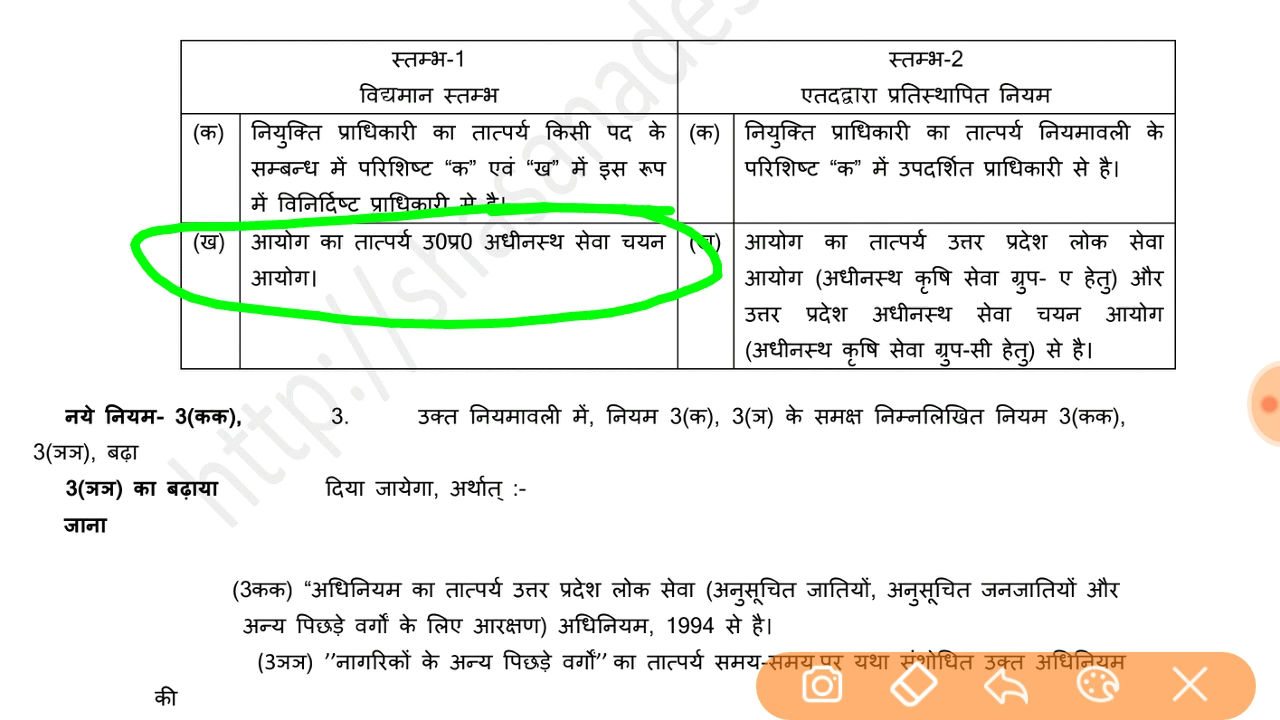 स्तम्भ-1
विद्यमान स्तम्भ
स्तम्भ-2
एतदद्वारा प्रतिस्थापित नियम
(क) नियुक्ति प्राधिकारी का तात्पर्य किसी पद के
सम्बन्ध में परिशिष्ट “क” एवं “ख” में इस रूप
में विनिर्दिष्ट प्राधिकारी से है।
(क) नियुक्ति प्राधिकारी का तात्पर्य नियमावली के
परिशिष्ट “क” में उपदर्शित प्राधिकारी से है।
(ख) आयोग का तात्पर्य उ0प्र0 अधीनस्थ सेवा चयन
आयोग।
(ख) आयोग का तात्पर्य उत्तर प्रदेश लोक सेवा
आयोग (अधीनस्थ कृषि सेवा ग्रुप- ए हेतु) और
उत्तर प्रदेश अधीनस्थ सेवा चयन आयोग
(अधीनस्थ कृषि सेवा ग्रुप-सी हेतु) से है।
नये नियम- 3(कक), 3. उक्त नियमावली में, नियम 3(क), 3(ञ) के समक्ष निम्नलिखित नियम 3(कक),
3(ञञ), बढ़ा
3(ञञ) का बढ़ाया दिया जायेगा, अर्थात् :-
जाना
(3कक) “अधिनियम का तात्पर्य उत्तर प्रदेश लोक सेवा (अनुसूचित जातियों, अनुसूचित जनजातियों और
अन्य पिछड़े वर्गों के लिए आरक्षण) अधिनियम, 1994 से है।
(3ञञ) ’’नागरिकों के अन्य पिछड़े वर्गों’’ का तात्पर्य समय-समय पर यथा संशोधित उक्त अधिनियम
की
http://shasanades